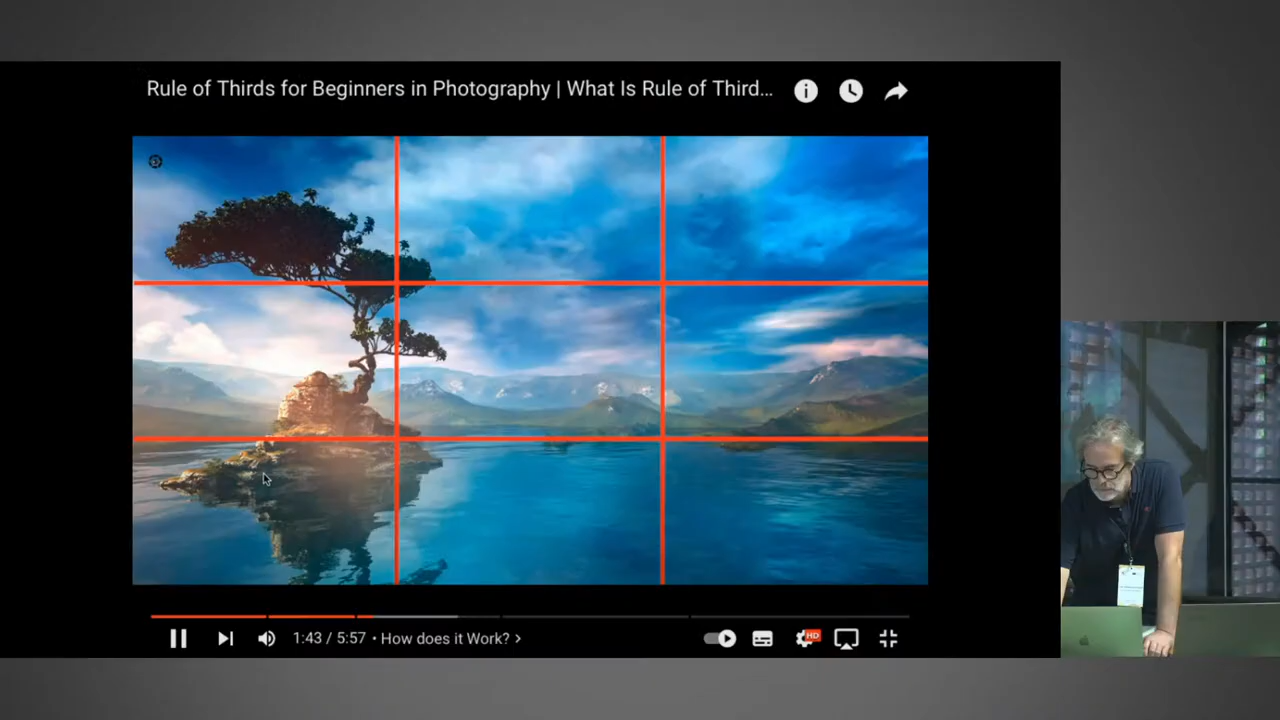 Rule of Thirds for Beginners in Photography | What Is Rule of Third...
1:43 / 5:57 • How does it Work? >
HD